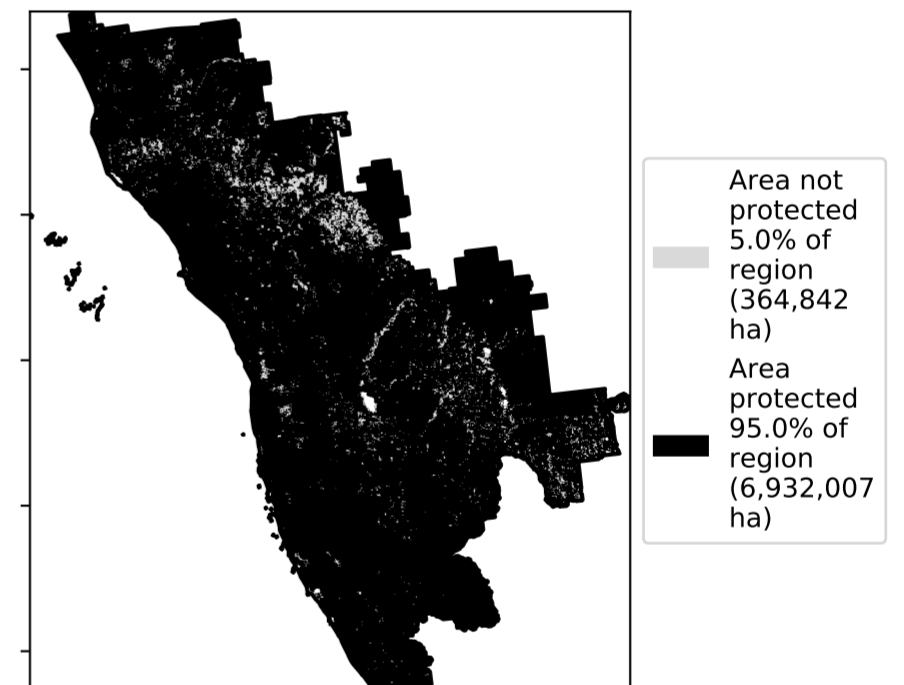 Area not
protected
5.0% of
region
(364,842
ha)
Area
protected
95.0% of
region
(6,932,007
ha)